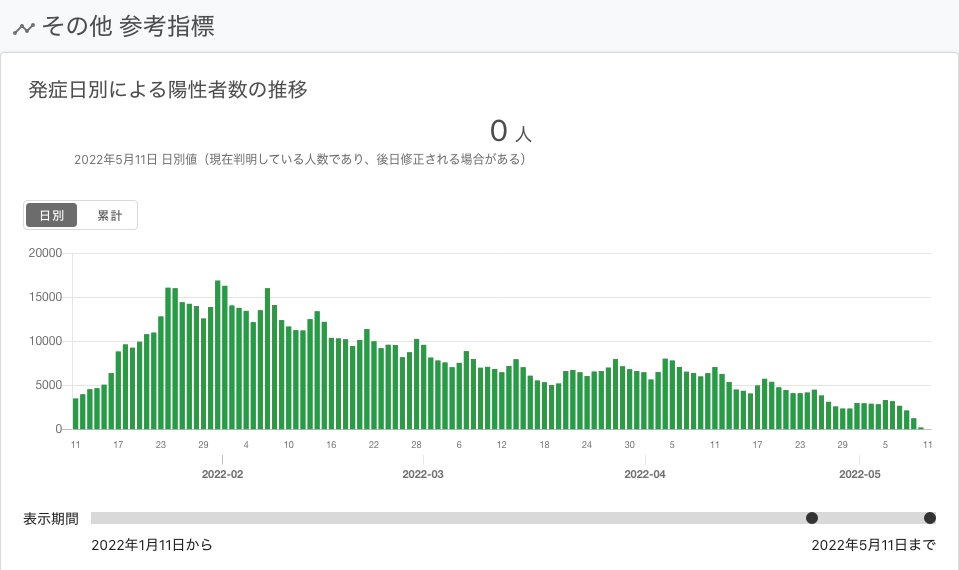 その他 参考指標
発症日別による陽性者数の推移
0 人
2022年5月11日 日別値（現在判明している人数であり、後日修正される場合がある）
日別 累計
20000
15000
10000
5000
0
11 17 23 29 4 10 16 22 28 6 12 18 24 30 5 11 17 23 29 5 11
2022-02 2022-03 2022-04 2022-05
表示期間
2022年1月11日から 2022年5月11日まで